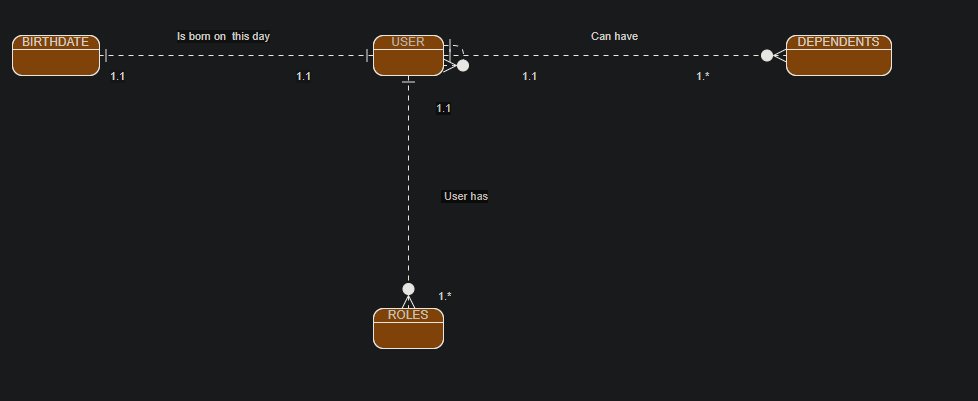 Is born on this day
Can have
BIRTHDATE
USER
DEPENDENTS
1.1
1.1
1.1
1.*
1.1
User has
1.*
ROLES